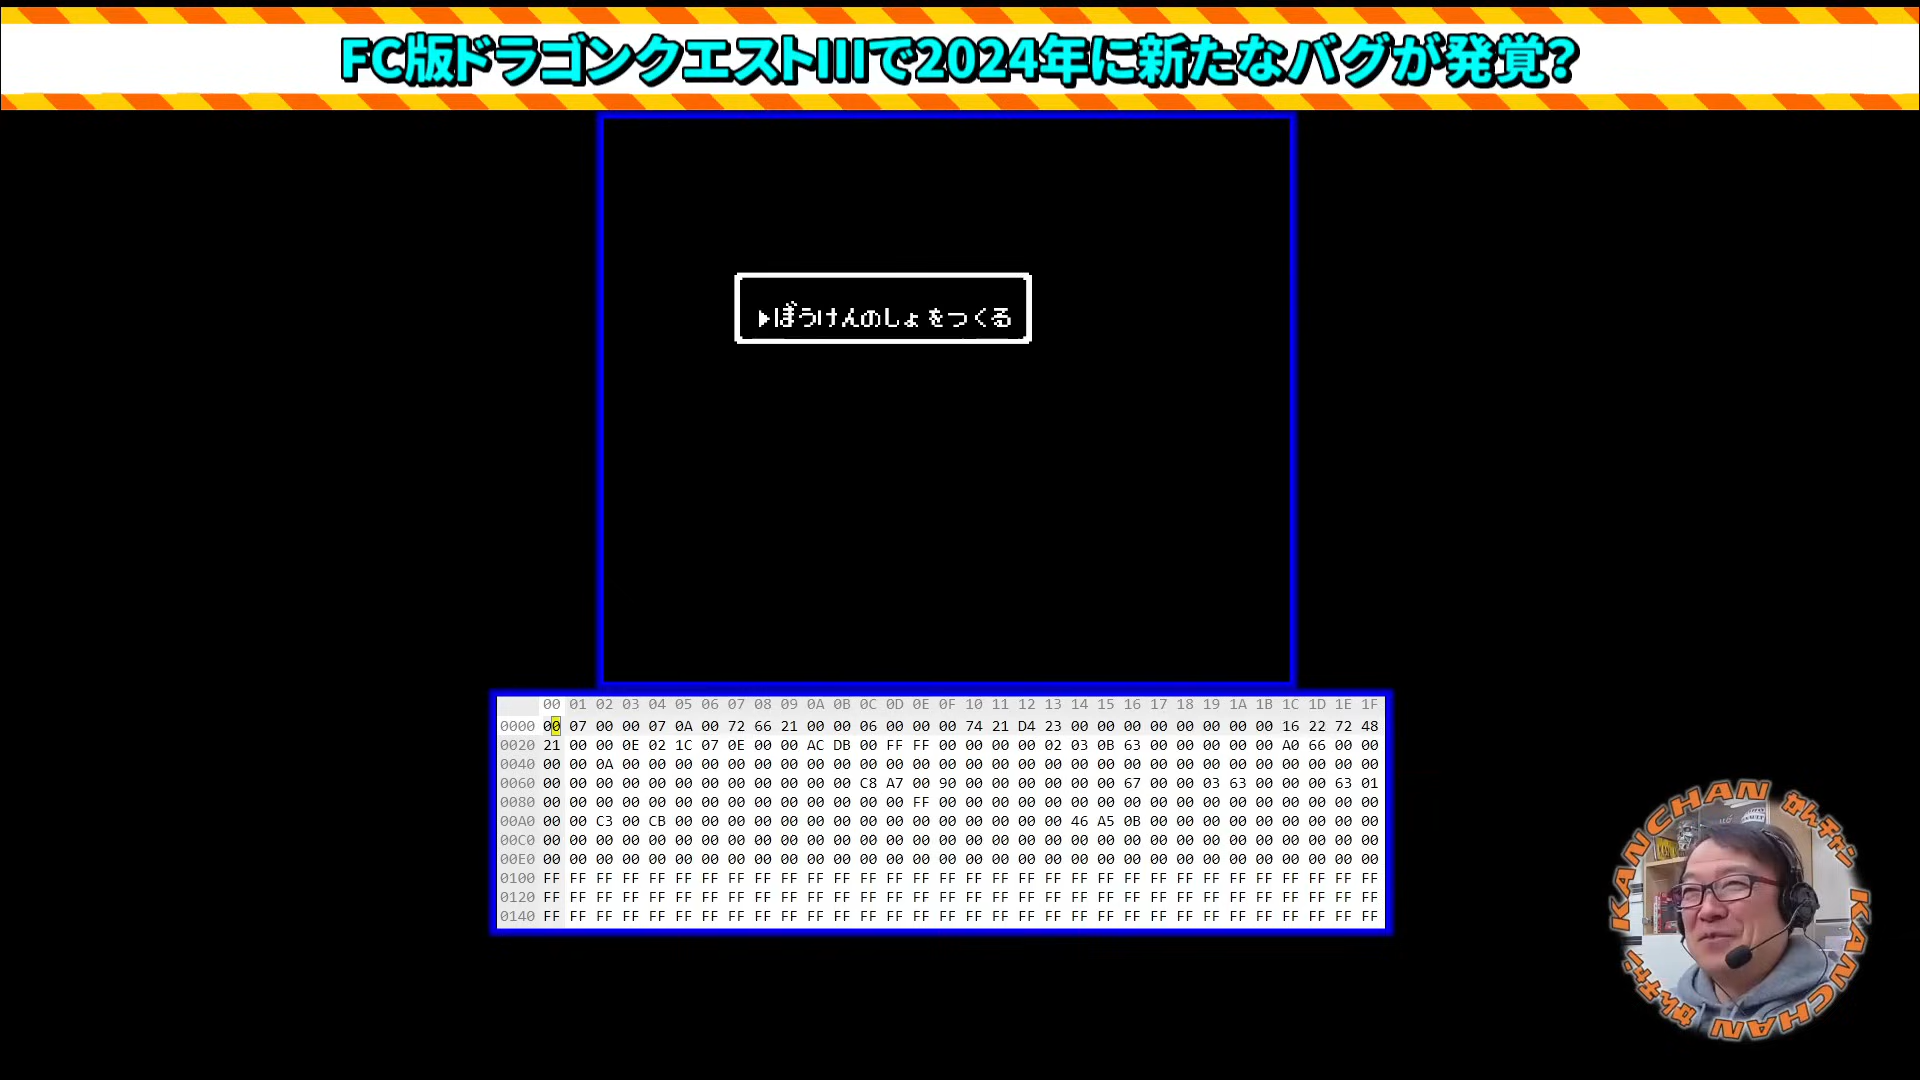 FC版ドラゴンクエストIIIで2024年に新たなバグが発覚?
▶ぼうけんのしょをつくる
00 01 02 03 04 05 06 07 08 09 0A 0B 0C 0D 0E 0F 10 11 12 13 14 15 16 17 18 19 1A 1B 1C 1D 1E 1F
0000 00 07 00 00 07 0A 00 72 66 21 00 00 06 00 00 00 74 21 D4 23 00 00 00 00 00 00 00 00 16 22 72 48
0020 21 00 00 0E 02 1C 07 0E 00 00 AC DB 00 FF FF 00 00 00 00 02 03 0B 63 00 00 00 00 00 A0 66 00 00
0040 00 00 0A 00 00 00 00 00 00 00 00 00 00 00 00 00 00 00 00 00 00 00 00 00 00 00 00 00 00 00 00 00
0060 00 00 00 00 00 00 00 00 00 00 00 00 C8 A7 00 90 00 00 00 00 00 00 67 00 00 03 63 00 00 00 63 01
0080 00 00 00 00 00 00 00 00 00 00 00 00 00 00 FF 00 00 00 00 00 00 00 00 00 00 00 00 00 00 00 00 00
00A0 00 00 C3 00 CB 00 00 00 00 00 00 00 00 00 00 00 00 00 00 00 46 A5 0B 00 00 00 00 00 00 00 00 00
00C0 00 00 00 00 00 00 00 00 00 00 00 00 00 00 00 00 00 00 00 00 00 00 00 00 00 00 00 00 00 00 00 00
00E0 00 00 00 00 00 00 00 00 00 00 00 00 00 00 00 00 00 00 00 00 00 00 00 00 00 00 00 00 00 00 00 00
0100 FF FF FF FF FF FF FF FF FF FF FF FF FF FF FF FF FF FF FF FF FF FF FF FF FF FF FF FF FF FF FF FF
0120 FF FF FF FF FF FF FF FF FF FF FF FF FF FF FF FF FF FF FF FF FF FF FF FF FF FF FF FF FF FF FF FF
0140 FF FF FF FF FF FF FF FF FF FF FF FF FF FF FF FF FF FF FF FF FF FF FF FF FF FF FF FF FF FF FF FF
KANCHAN かんチャン KANCHAN かんチャン